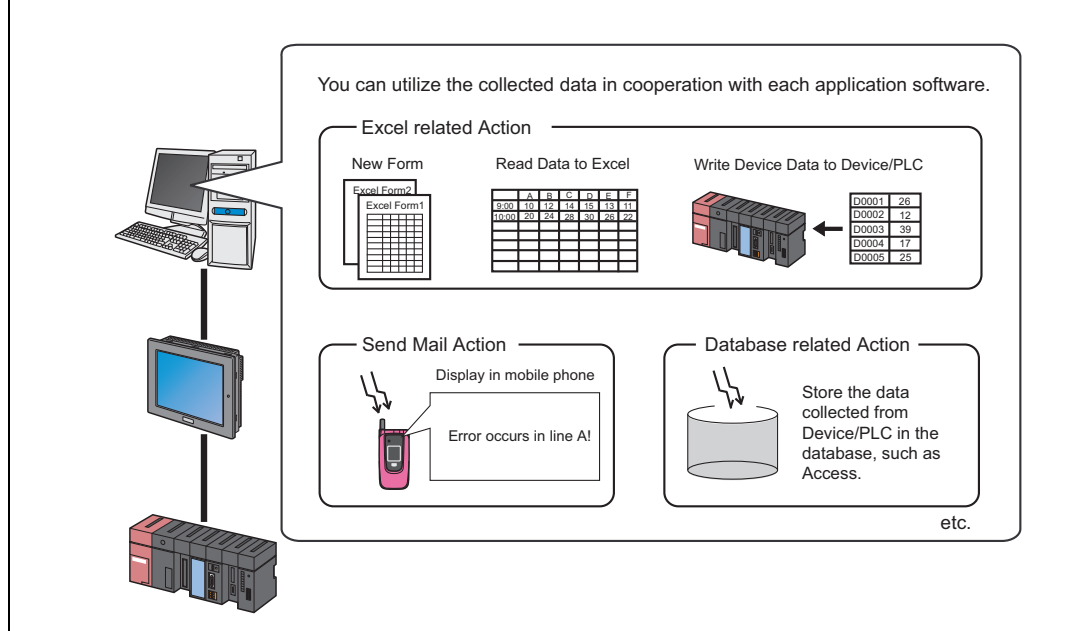 You can utilize the collected data in cooperation with each application software.
Excel related Action
New Form
Read Data to Excel
Write Device Data to Device/PLC
Excel Form2
Excel Form1
A B C D E F
9:00 10 12 14 15 13 11
10:00 20 24 28 30 26 22
D0001 26
D0002 12
D0003 39
D0004 17
D0005 25
Send Mail Action
Display in mobile phone
Error occurs in line A!
Database related Action
Store the data
collected from
Device/PLC in the
database, such as
Access.
etc.